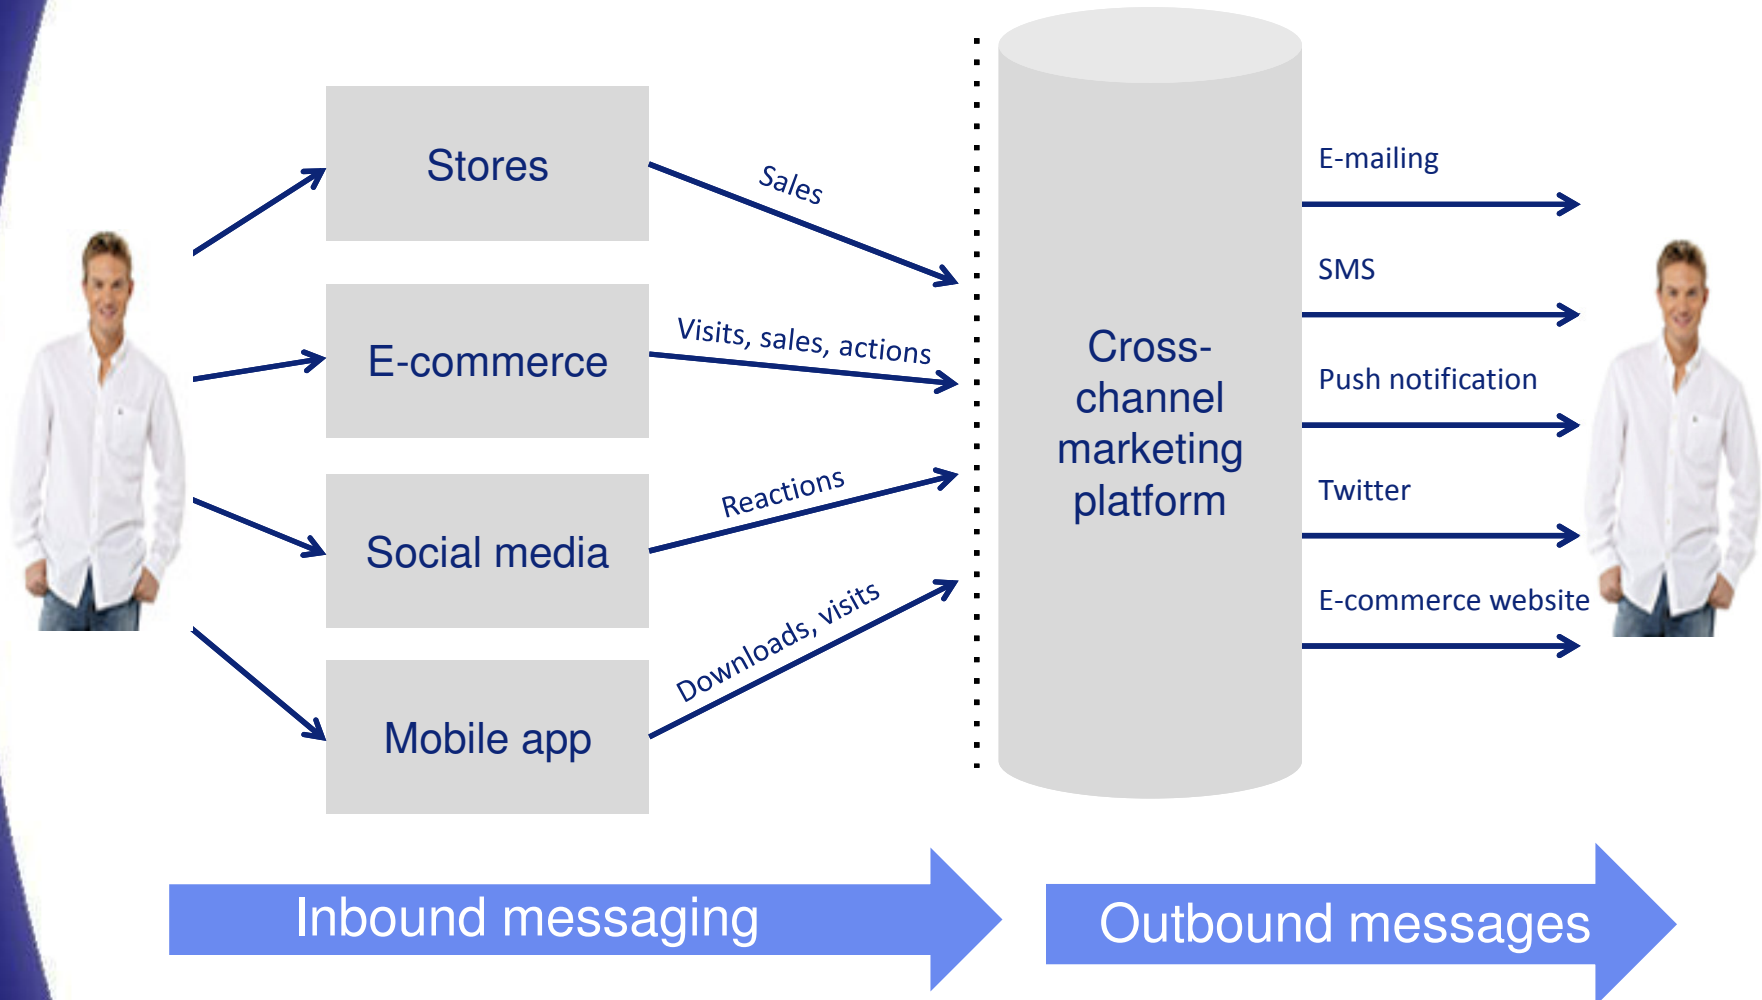 Stores
Sales
E-commerce
Visits, sales, actions
Social media
Reactions
Mobile app
Downloads, visits
Cross-
channel
marketing
platform
E-mailing
SMS
Push notification
Twitter
E-commerce website
Inbound messaging
Outbound messages